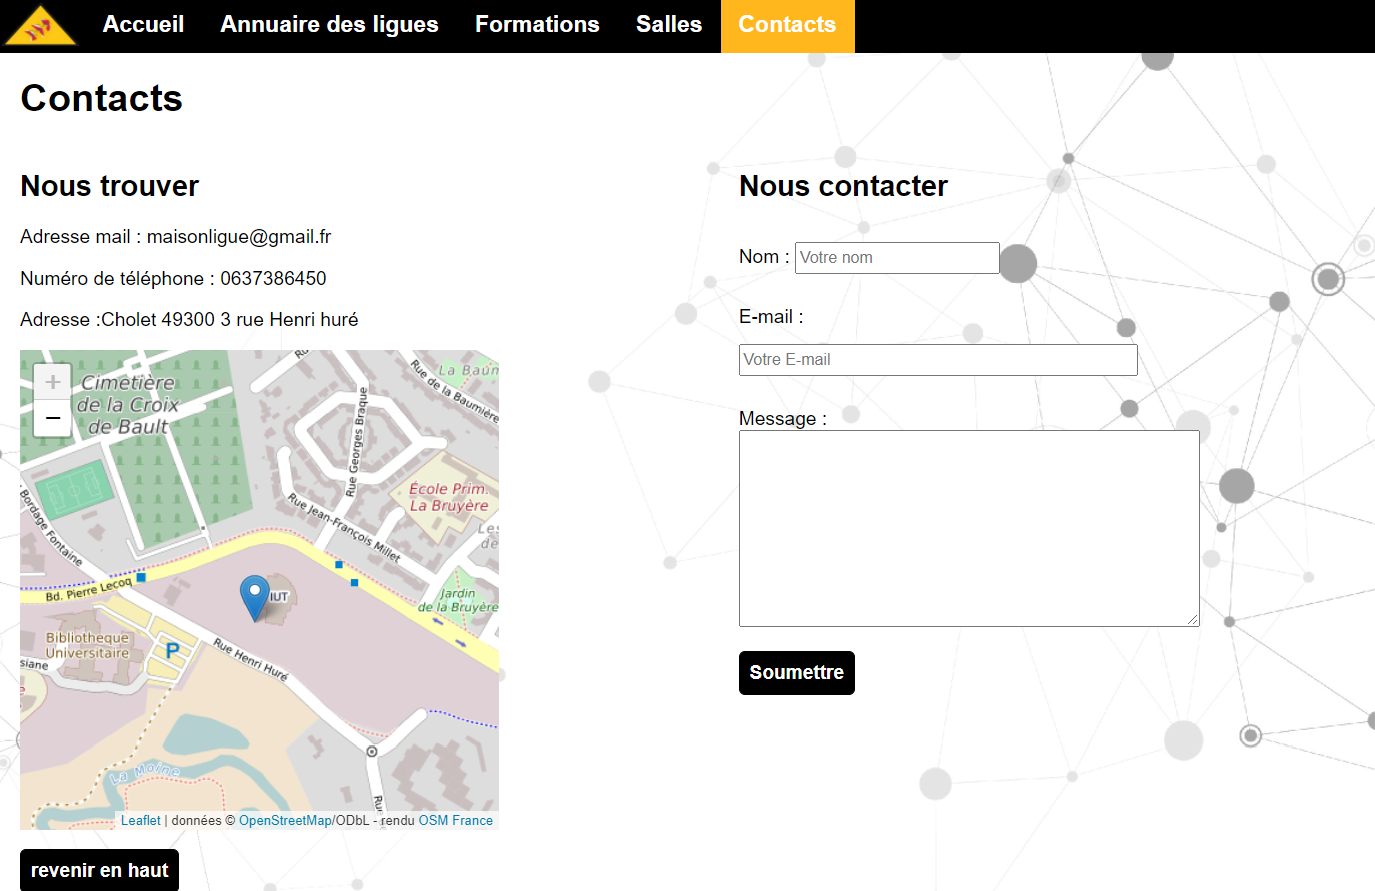 Accueil Annuaire des ligues Formations Salles Contacts
Contacts
Nous trouver
Adresse mail : maisonligue@gmail.fr
Numéro de téléphone : 0637386450
Adresse :Cholet 49300 3 rue Henri huré
+
−
Cimetière
de la Croix
de Bault
Rue de la Baumière
La Baum
Rue Georges Braque
École Prim.
La Bruyère
Rue Jean-François Millet
Les
de
Bordage Fontaine
Bd. Pierre Lecoq
IUT
Jardin
de la Bruyère
Bibliotheque
Universitaire
P
siane
Rue Henri Huré
La Moine
Rue
Leaflet | données © OpenStreetMap/ODbL - rendu OSM France
revenir en haut
Nous contacter
Nom : Votre nom
E-mail :
Votre E-mail
Message :
Soumettre